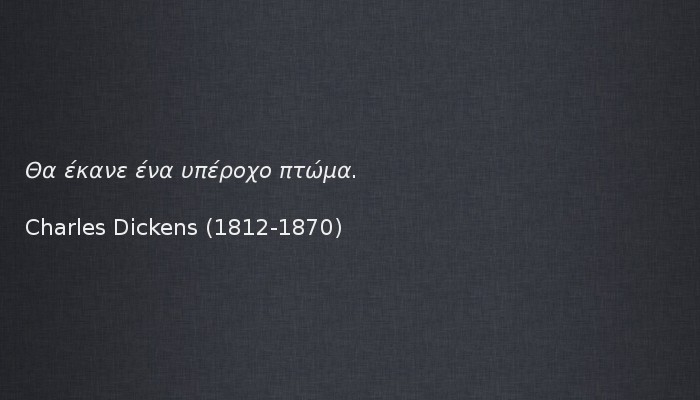 Θα έκανε ένα υπέροχο πτώμα.
Charles Dickens (1812-1870)